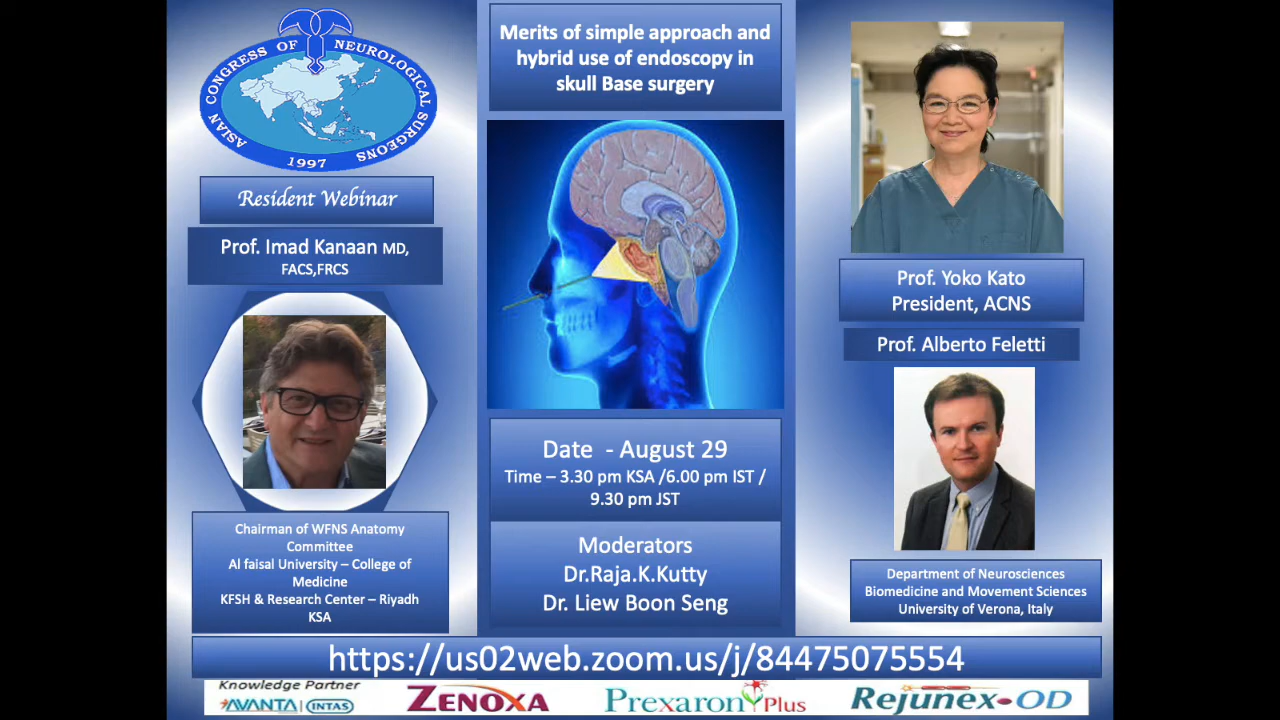 ASIAN CONGRESS OF NEUROLOGICAL SURGEONS
1997
Resident Webinar
Prof. Imad Kanaan MD,
FACS,FRCS
Chairman of WFNS Anatomy
Committee
Al faisal University – College of
Medicine
KFSH & Research Center – Riyadh
KSA
Merits of simple approach and
hybrid use of endoscopy in
skull Base surgery
Date - August 29
Time – 3.30 pm KSA /6.00 pm IST /
9.30 pm JST
Moderators
Dr.Raja.K.Kutty
Dr. Liew Boon Seng
Prof. Yoko Kato
President, ACNS
Prof. Alberto Feletti
Department of Neurosciences
Biomedicine and Movement Sciences
University of Verona, Italy
https://us02web.zoom.us/j/84475075554
Knowledge Partner
AVANTA | INTAS
ZENOXA
Prexaron Plus
Rejunex-OD